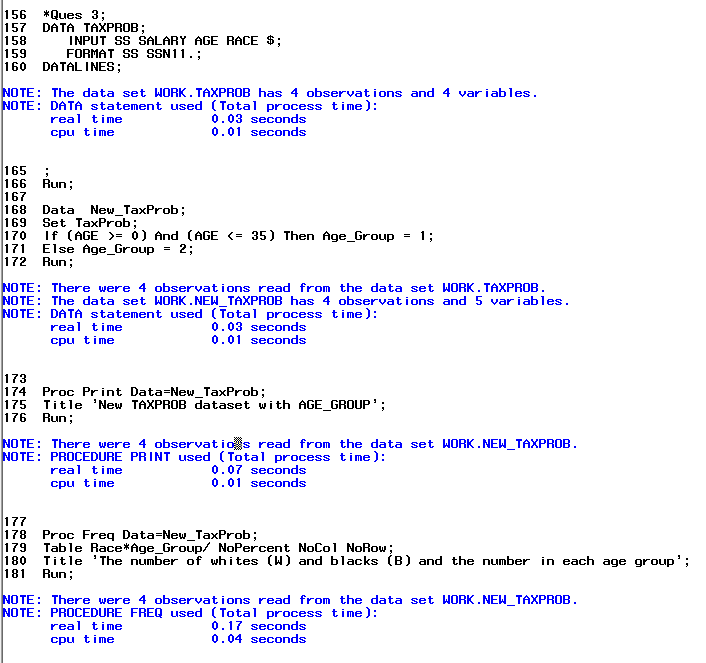 156  *Ques 3;
157  DATA TAXPROB;
158     INPUT SS SALARY AGE RACE $;
159     FORMAT SS SSN11.;
160  DATALINES;
NOTE: The data set WORK.TAXPROB has 4 observations and 4 variables.
NOTE: DATA statement used (Total process time):
      real time           0.03 seconds
      cpu time            0.01 seconds
165  ;
166  Run;
167
168  Data  New_TaxProb;
169  Set TaxProb;
170  If (AGE >= 0) And (AGE <= 35) Then Age_Group = 1;
171  Else Age_Group = 2;
172  Run;
NOTE: There were 4 observations read from the data set WORK.TAXPROB.
NOTE: The data set WORK.NEW_TAXPROB has 4 observations and 5 variables.
NOTE: DATA statement used (Total process time):
      real time           0.03 seconds
      cpu time            0.01 seconds
173
174  Proc Print Data=New_TaxProb;
175  Title 'New TAXPROB dataset with AGE_GROUP';
176  Run;
NOTE: There were 4 observations read from the data set WORK.NEW_TAXPROB.
NOTE: PROCEDURE PRINT used (Total process time):
      real time           0.07 seconds
      cpu time            0.01 seconds
177
178  Proc Freq Data=New_TaxProb;
179  Table Race*Age_Group/ NoPercent NoCol NoRow;
180  Title 'The number of whites (W) and blacks (B) and the number in each age group';
181  Run;
NOTE: There were 4 observations read from the data set WORK.NEW_TAXPROB.
NOTE: PROCEDURE FREQ used (Total process time):
      real time           0.17 seconds
      cpu time            0.04 seconds